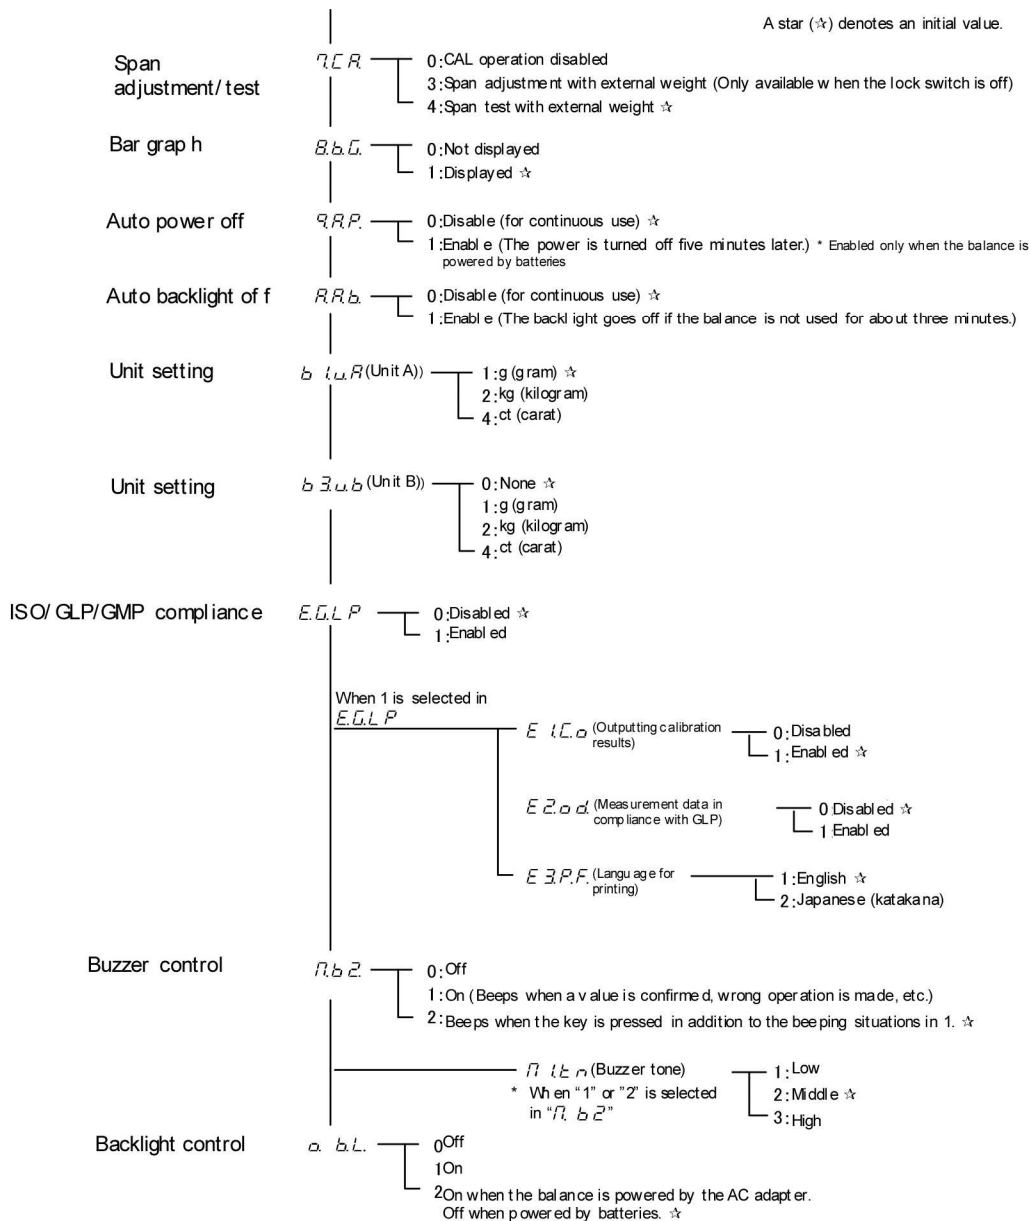 A star (☆) denotes an initial value.
Span adjustment/test
7.C A.
0:CAL operation disabled
3:Span adjustment with external weight (Only available when the lock switch is off)
4:Span test with external weight ☆
Bar graph
8.b.G.
0:Not displayed
1:Displayed ☆
Auto power off
9.A.P.
0:Disable (for continuous use) ☆
1:Enable (The power is turned off five minutes later.) * Enabled only when the balance is
powered by batteries
Auto backlight off
A.A.b.
0:Disable (for continuous use) ☆
1:Enable (The backlight goes off if the balance is not used for about three minutes.)
Unit setting
b 1.u.A (Unit A))
1:g (gram) ☆
2:kg (kilogram)
4:ct (carat)
Unit setting
b 3.u.b (Unit B))
0:None ☆
1:g (gram)
2:kg (kilogram)
4:ct (carat)
ISO/GLP/GMP compliance
E.G.L P
0:Disabled ☆
1:Enabled
When 1 is selected in
E.G.L P
E 1.C.o (Outputting calibration
results)
0:Disabled
1:Enabled ☆
E 2.o d. (Measurement data in
compliance with GLP)
0:Disabled ☆
1:Enabled
E 3.P.F. (Language for
printing)
1:English ☆
2:Japanese (katakana)
Buzzer control
n.b 2.
0:Off
1:On (Beeps when a value is confirmed, wrong operation is made, etc.)
2:Beeps when the key is pressed in addition to the beeping situations in 1. ☆
n 1.t n (Buzzer tone)
* When "1" or "2" is selected
in "n. b 2"
1:Low
2:Middle ☆
3:High
Backlight control
o. b.L.
0Off
1On
2On when the balance is powered by the AC adapter.
Off when powered by batteries. ☆